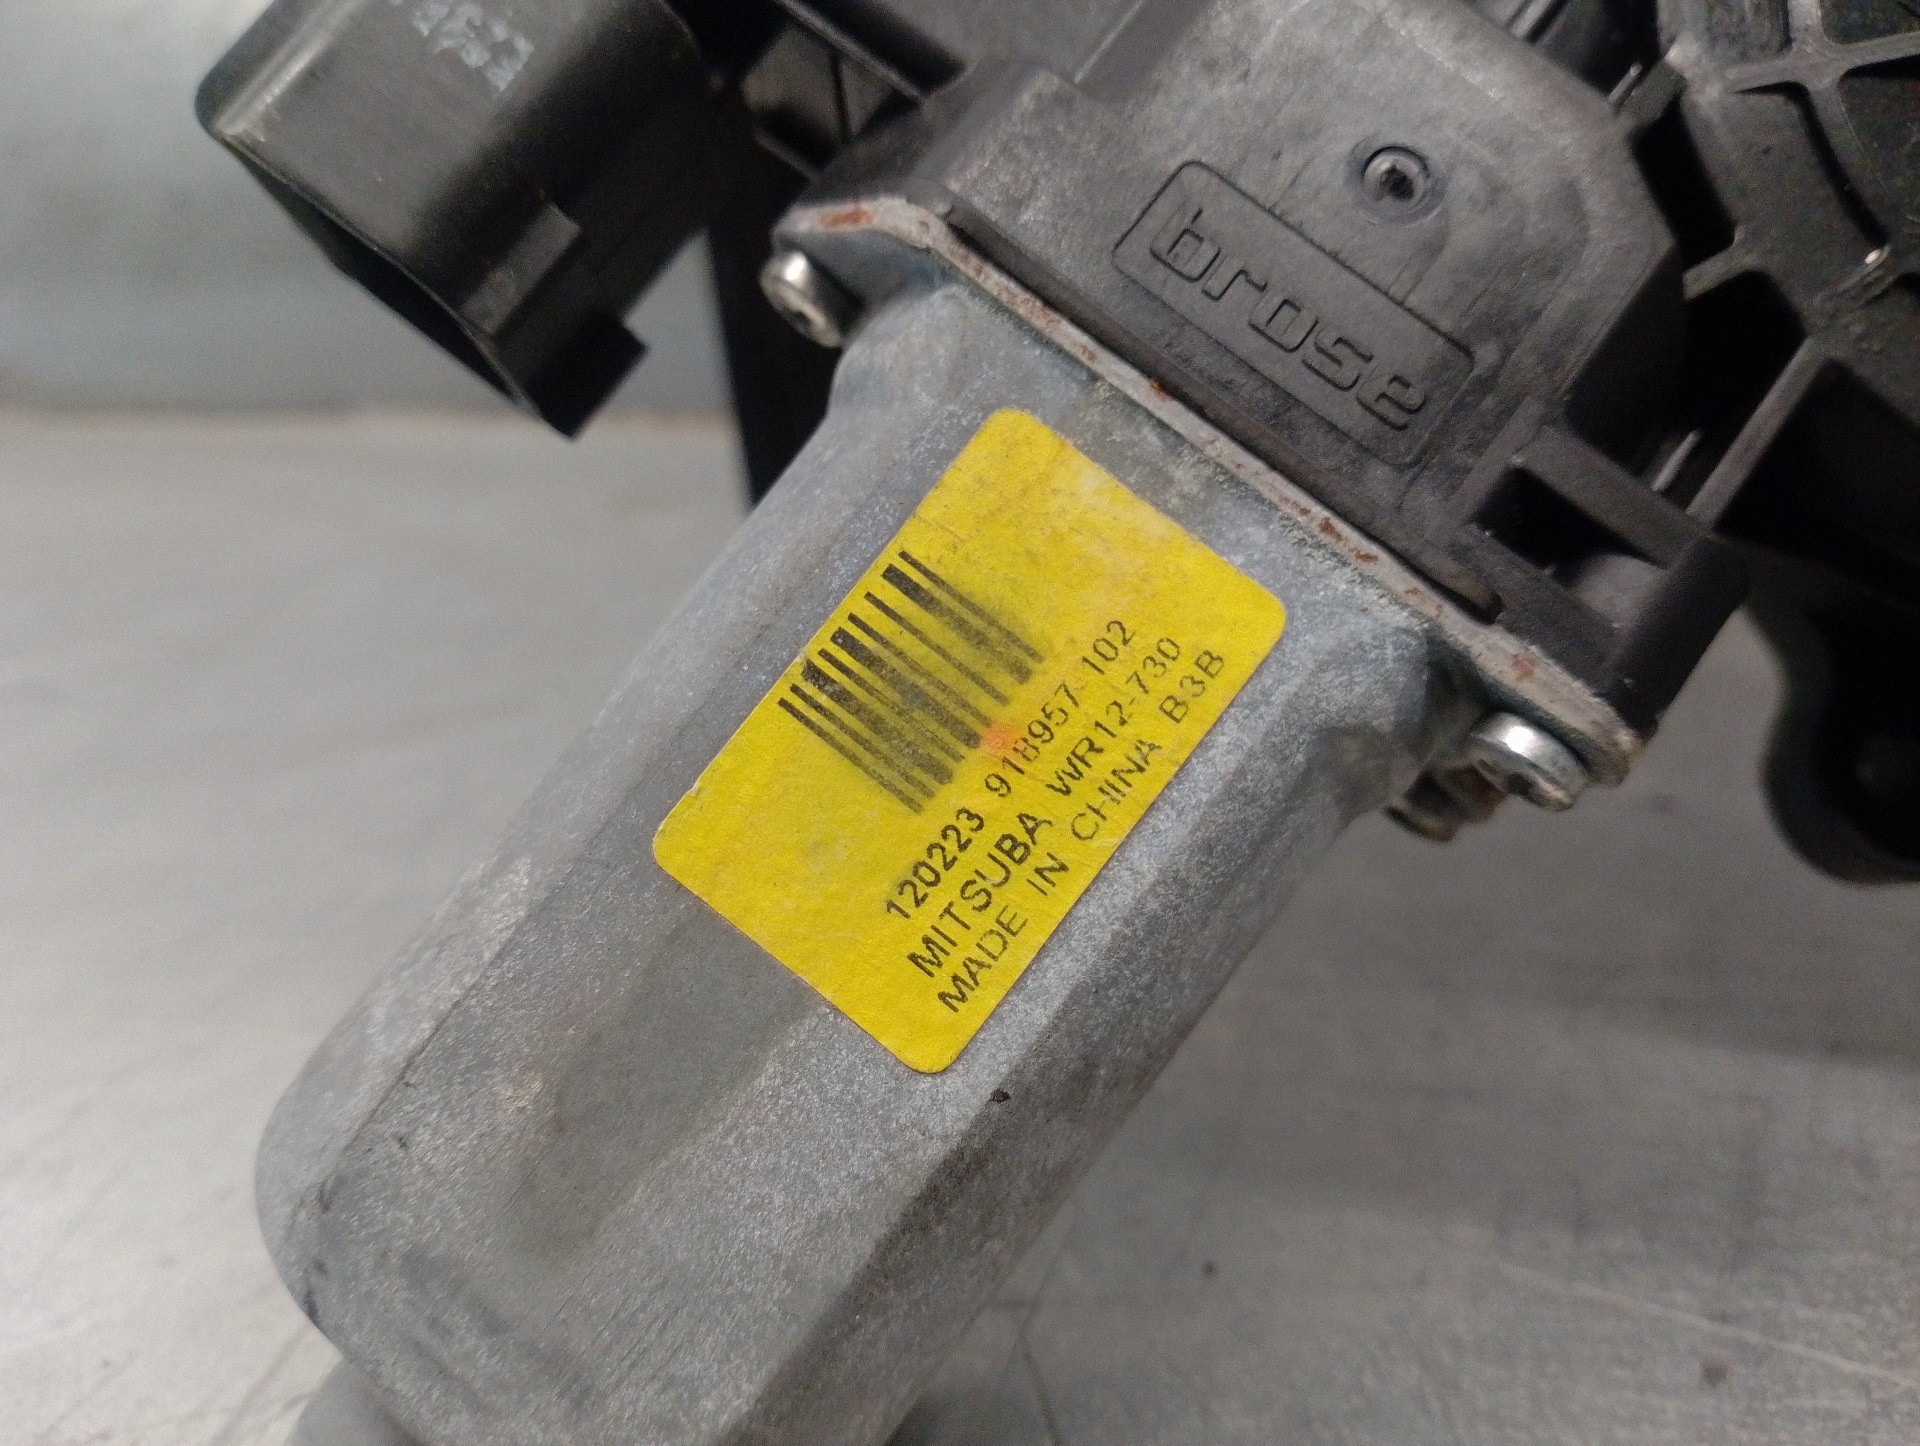 brose
120223 918957-102
MITSUBA WR12-730
MADE IN CHINA B3B